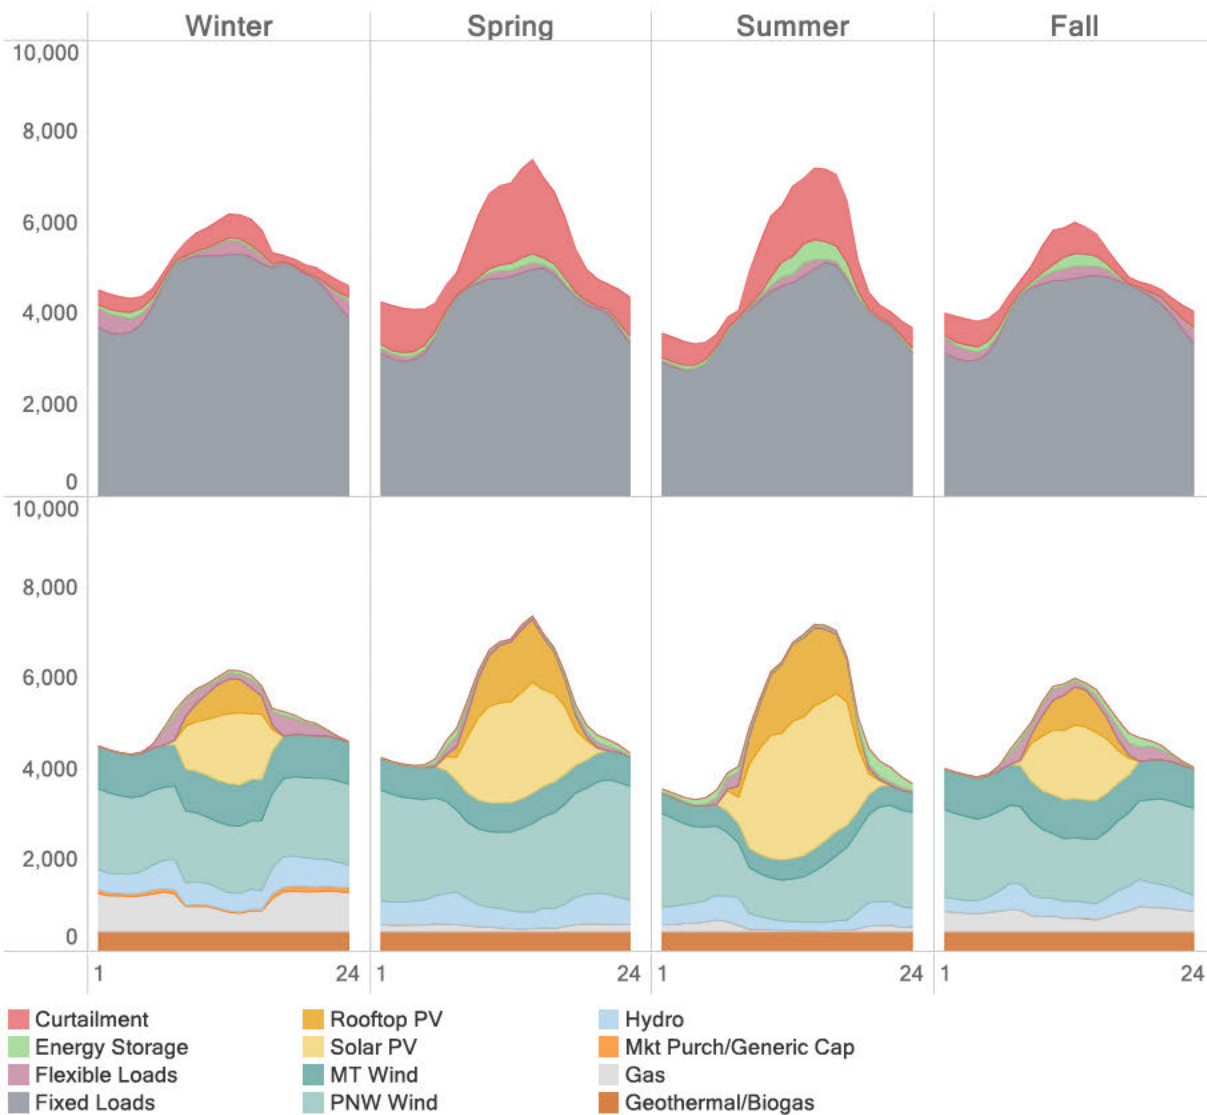 Winter Spring Summer Fall
10,000
8,000
6,000
4,000
2,000
0
10,000
8,000
6,000
4,000
2,000
0
1 24 1 24 1 24 1 24
Curtailment Rooftop PV Hydro
Energy Storage Solar PV Mkt Purch/Generic Cap
Flexible Loads MT Wind Gas
Fixed Loads PNW Wind Geothermal/Biogas